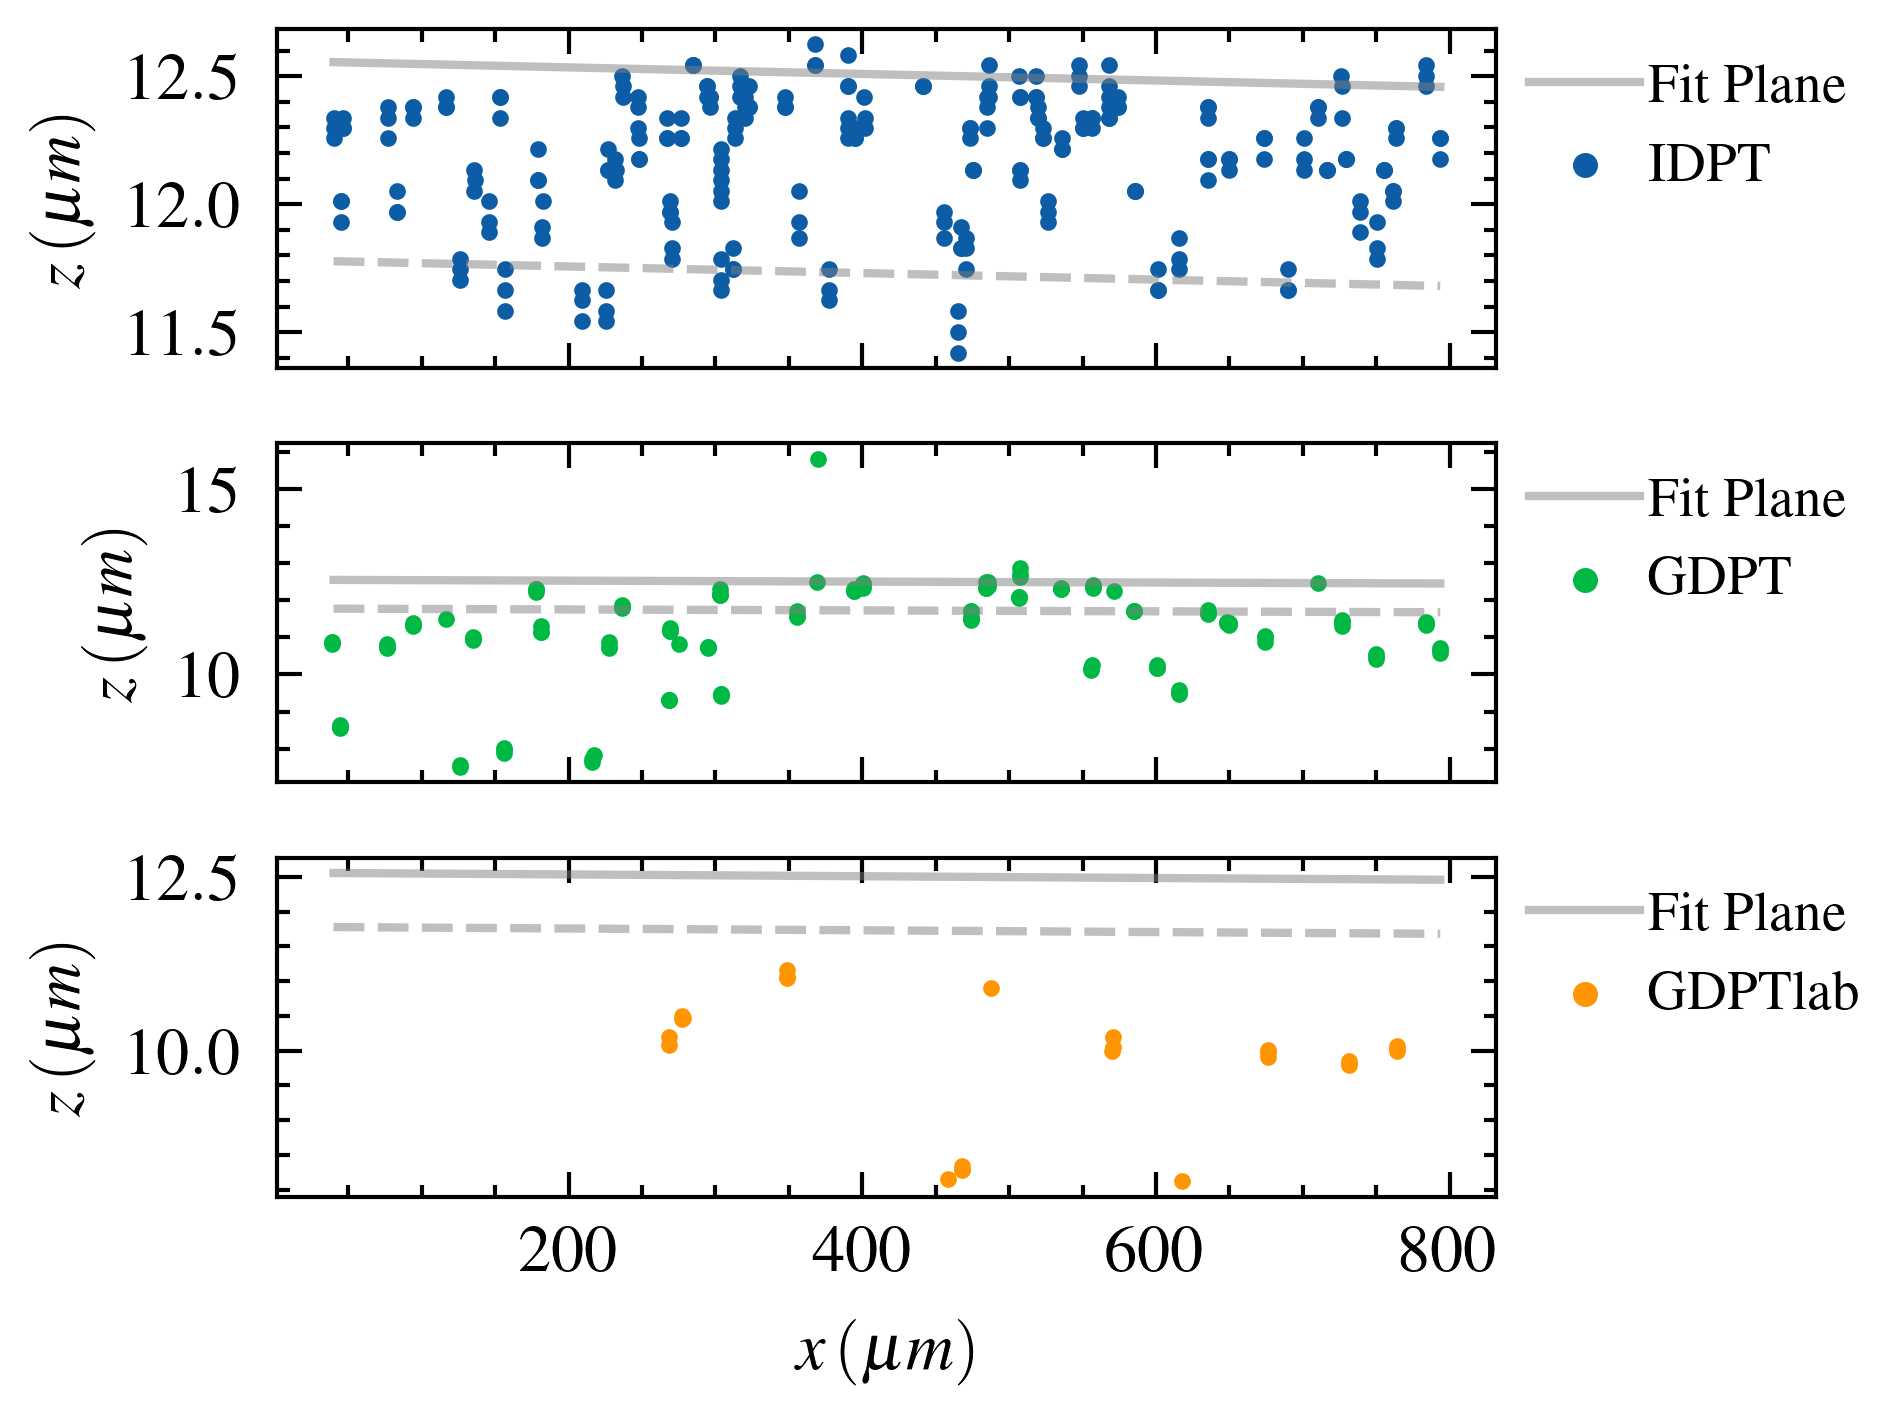 12.5
12.0
11.5
z (μm)
Fit Plane
IDPT
15
10
z (μm)
Fit Plane
GDPT
12.5
10.0
z (μm)
Fit Plane
GDPTlab
200 400 600 800
x (μm)